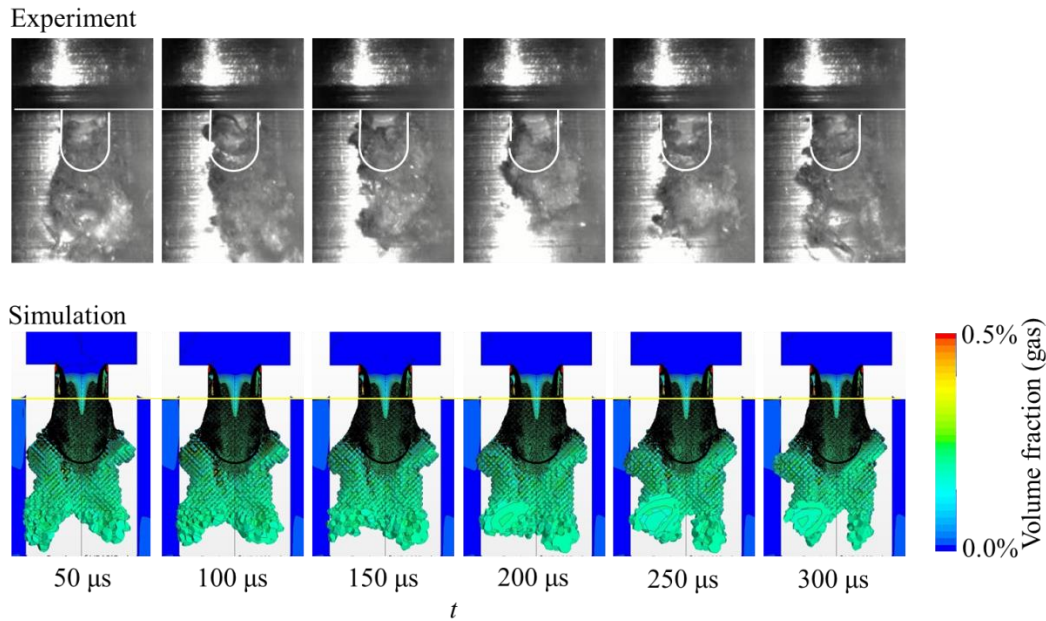 Experiment
Simulation
0.5%
Volume fraction (gas)
0.0%
50 μs
100 μs
150 μs
200 μs
250 μs
300 μs
t